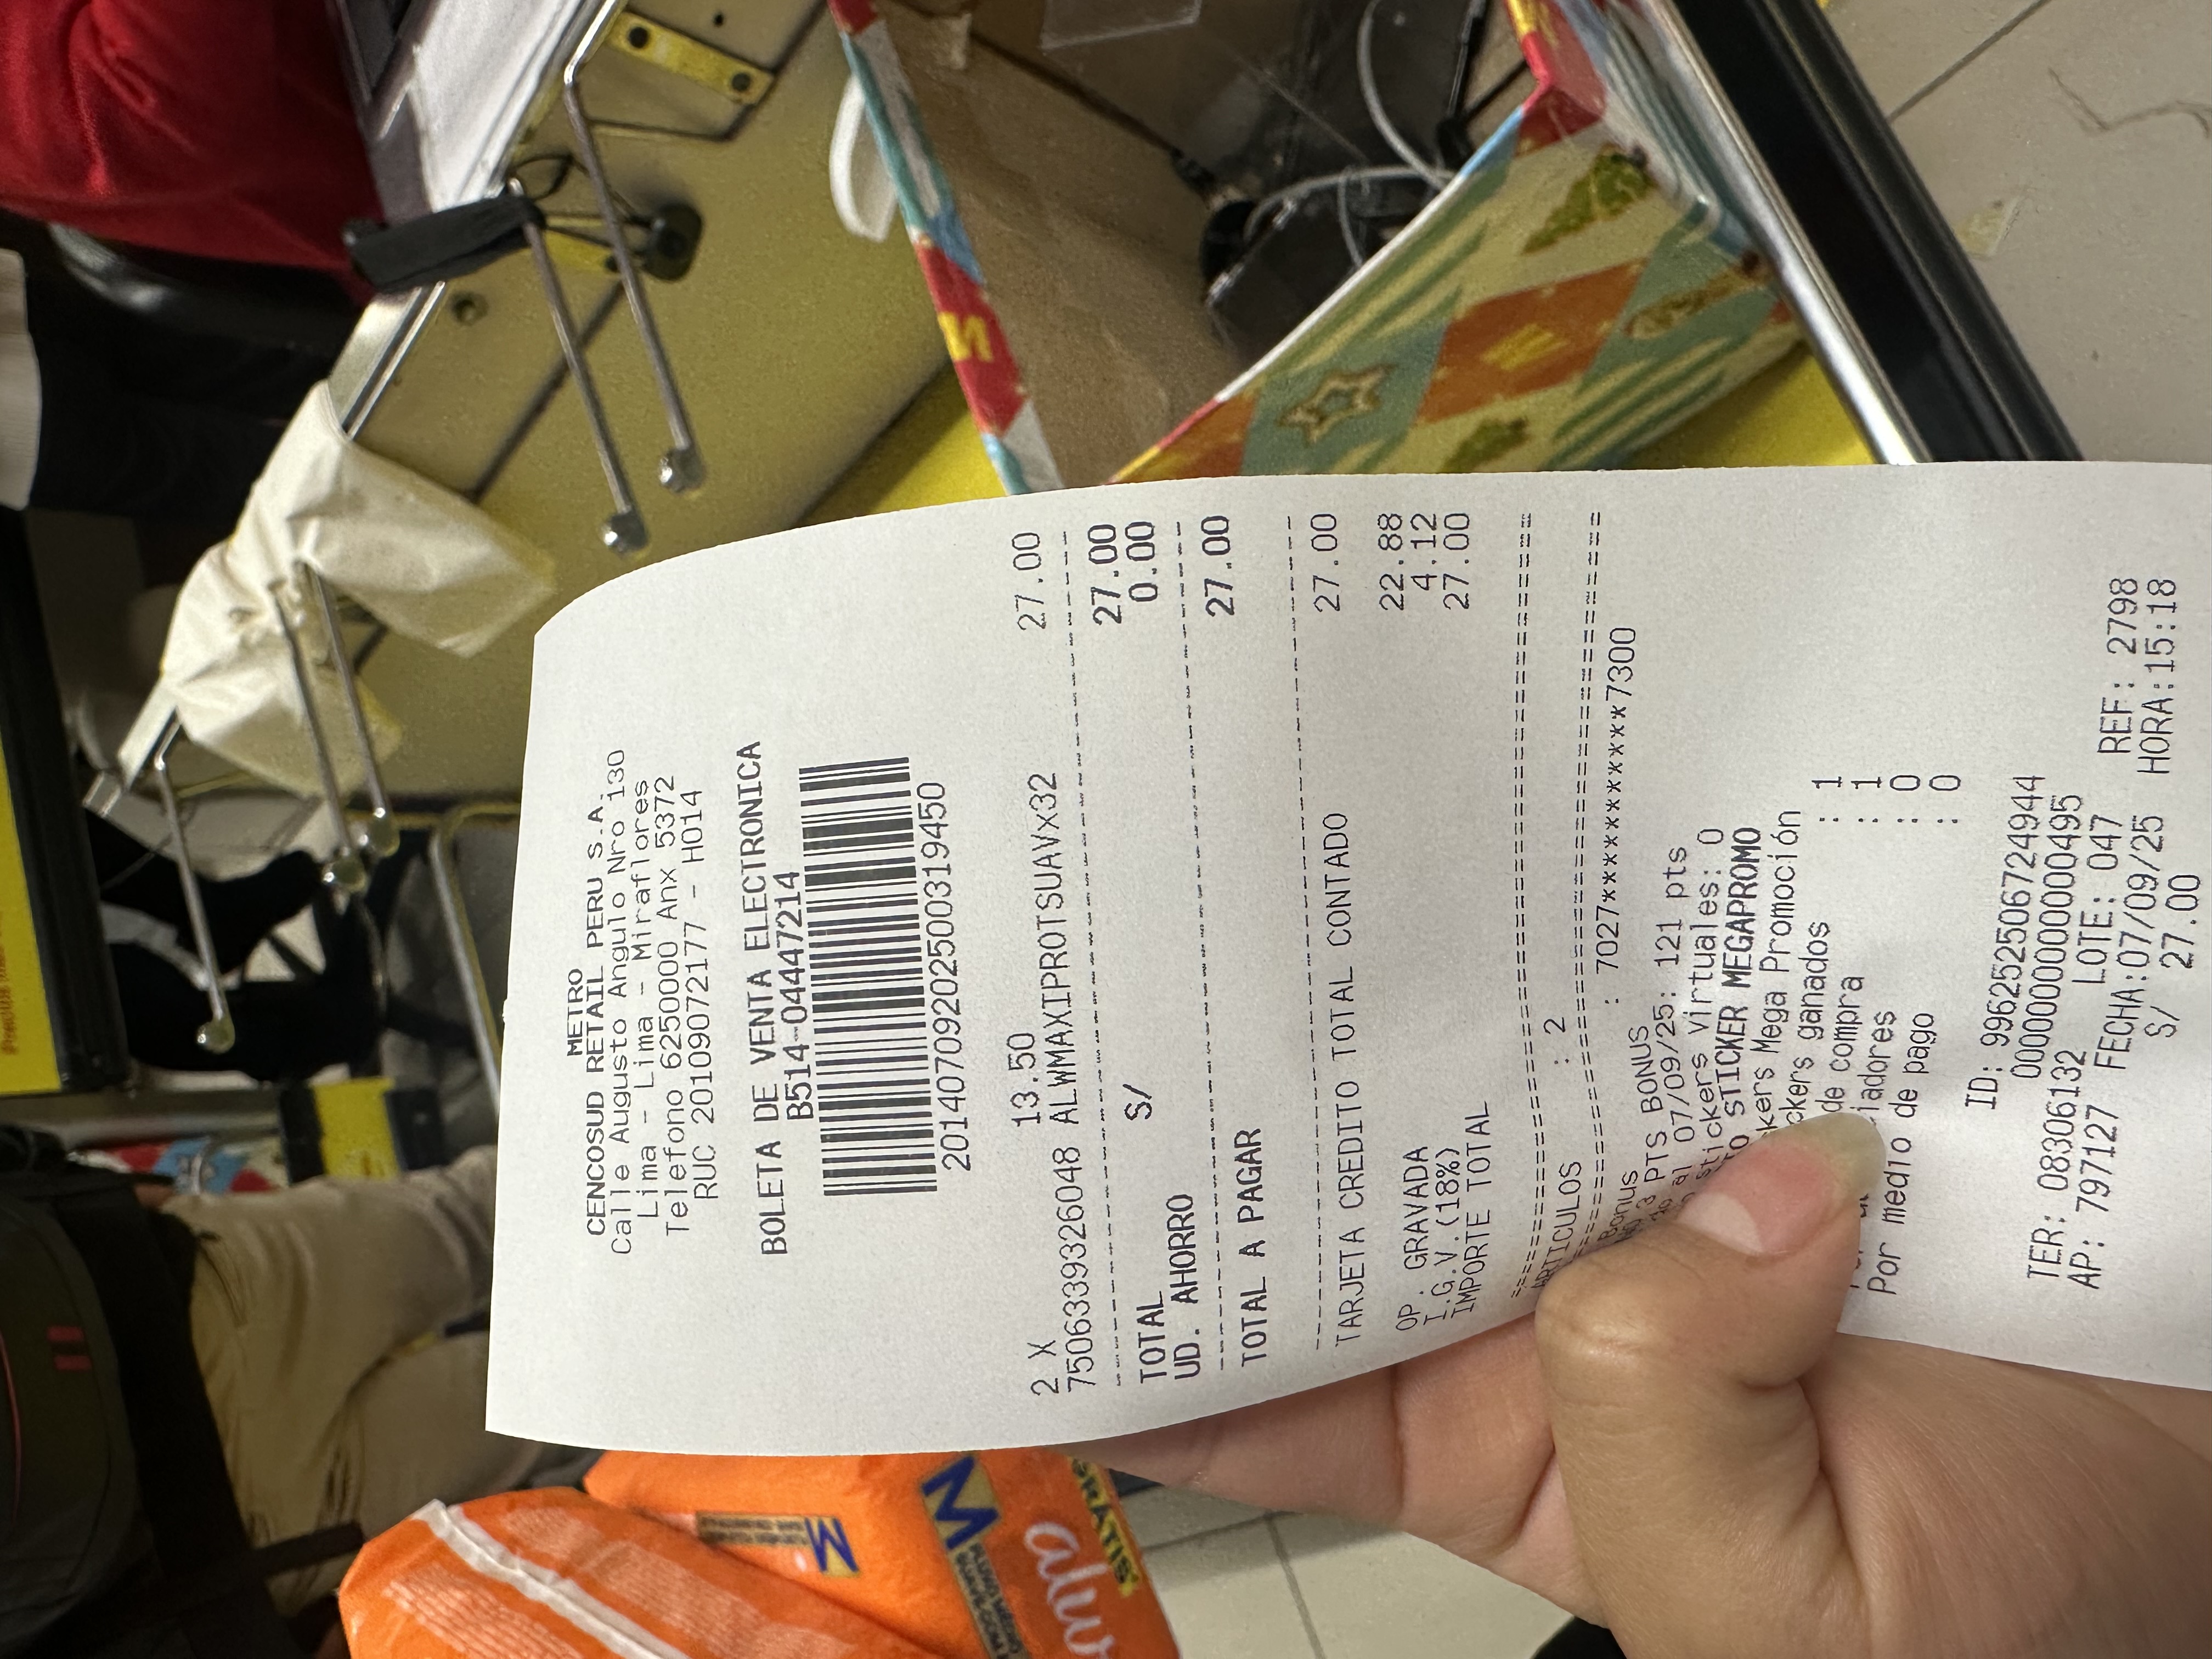 METRO
CENCOSUD RETAIL PERU S.A.
Calle Augusto Angulo Nro 130
Lima - Lima - Miraflores
Telefono 6250000 Anx 5372
RUC 20109072177 - H014
BOLETA DE VENTA ELECTRONICA
B514-04447214
20140709202500319450
2 X 13.50
7506339326048 ALWMAXIPROTSUAVx32 27.00
TOTAL S/ 27.00
UD. AHORRO 0.00
TOTAL A PAGAR 27.00
TARJETA CREDITO TOTAL CONTADO 27.00
OP. GRAVADA 22.88
I.G.V.(18%) 4.12
IMPORTE TOTAL 27.00
ARTICULOS : 2
Bonus : 7027***********7300
3 PTS BONUS
al 07/09/25: 121 pts
stickers virtuales: 0
STICKER MEGAPROMO
Mega Promoción
ganados : 1
de compra : 1
: 0
Por medio de pago : 0
ID: 996252506724944
000000000000495
TER: 08306132 LOTE: 047 REF: 2798
AP: 797127 FECHA:07/09/25 HORA:15:18
S/ 27.00
M
GRATIS